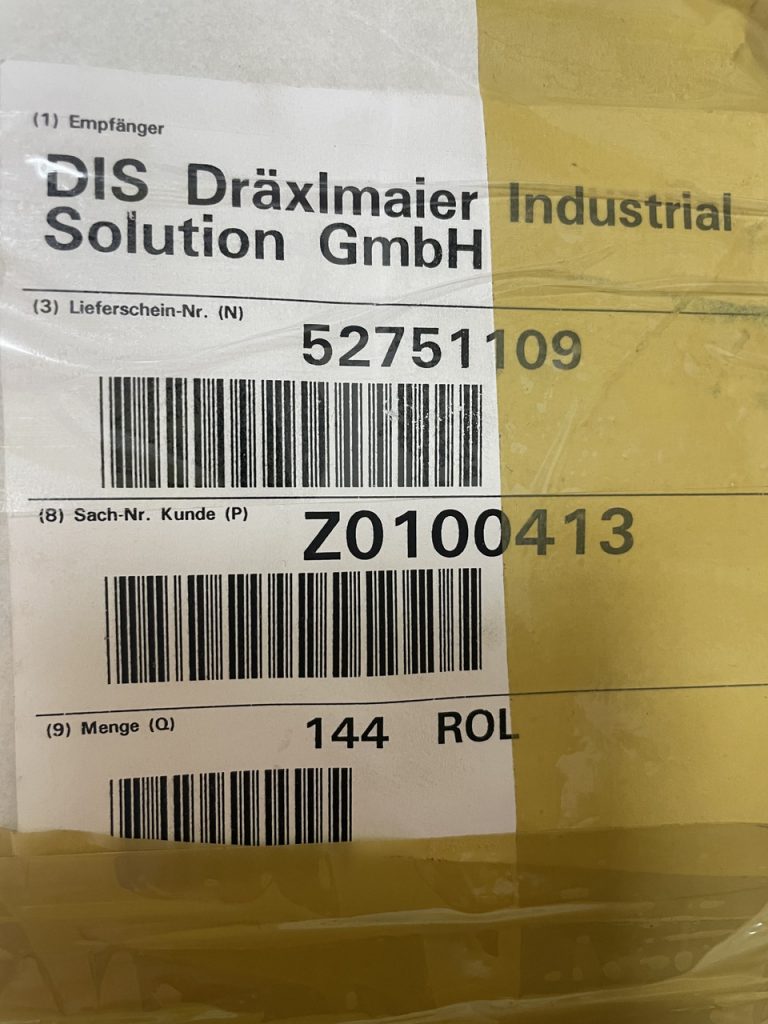 (1) Empfänger
DIS Dräxlmaier Industrial
Solution GmbH
(3) Lieferschein-Nr. (N)
52751109
(8) Sach-Nr. Kunde (P)
Z0100413
(9) Menge (Q)
144 ROL